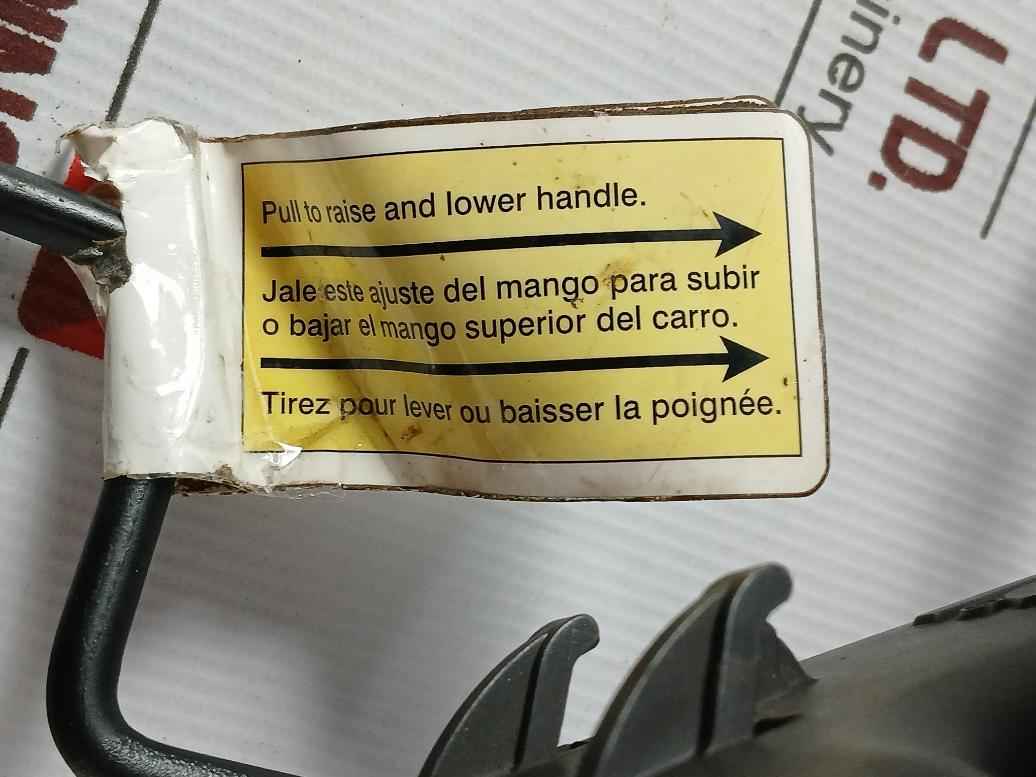 Pull to raise and lower handle.
Jale este ajuste del mango para subir
o bajar el mango superior del carro.
Tirez pour lever ou baisser la poignée.
LTD.